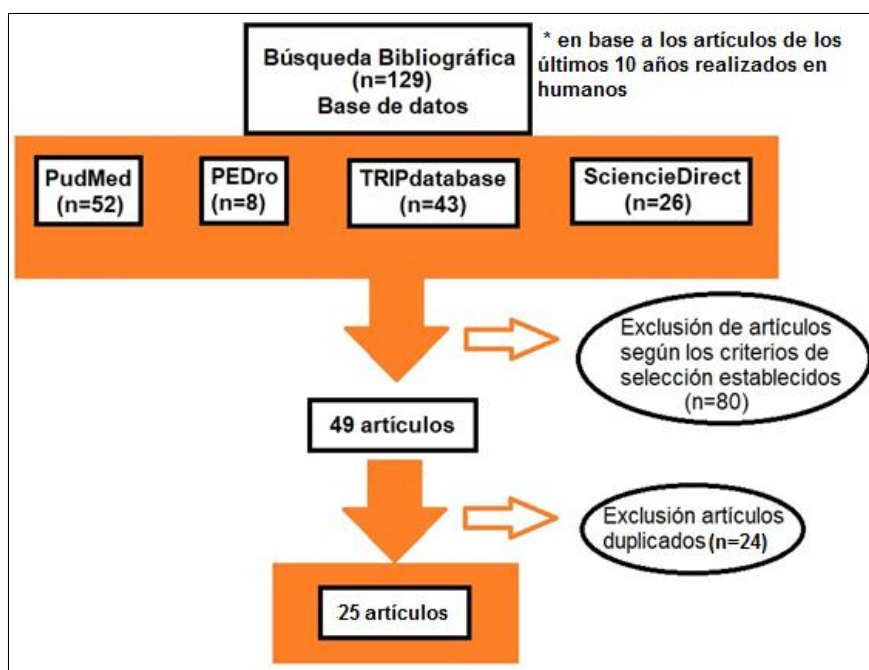 Búsqueda Bibliográfica
(n=129)
Base de datos
* en base a los artículos de los
últimos 10 años realizados en
humanos
PudMed
(n=52)
PEDro
(n=8)
TRIPdatabase
(n=43)
SciencieDirect
(n=26)
Exclusión de artículos
según los criterios de
selección establecidos
(n=80)
49 artículos
Exclusión artículos
duplicados (n=24)
25 artículos